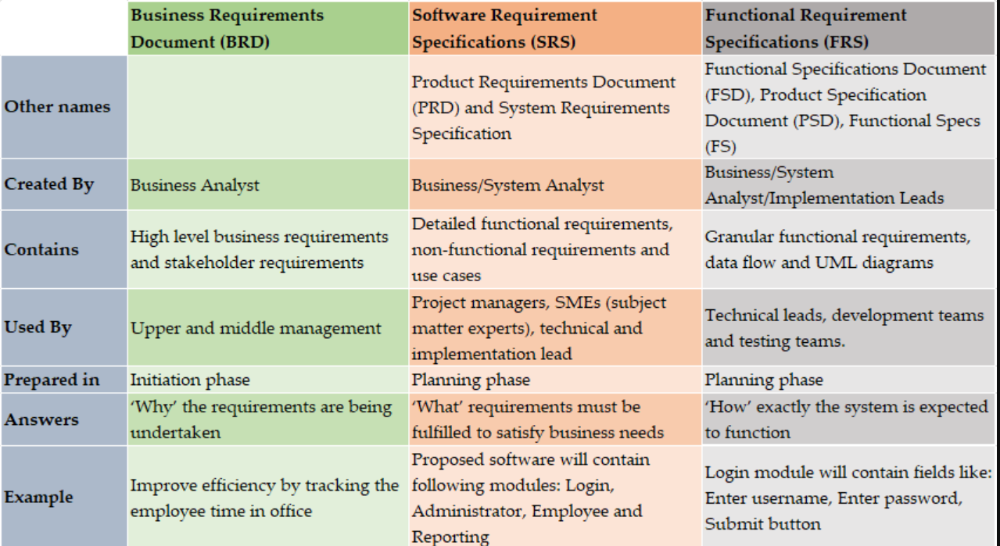 Business Requirements
Document (BRD)
Software Requirement
Specifications (SRS)
Functional Requirement
Specifications (FRS)
Other names
Product Requirements Document
(PRD) and System Requirements
Specification
Functional Specifications Document
(FSD), Product Specification
Document (PSD), Functional Specs
(FS)
Created By
Business Analyst
Business/System Analyst
Business/System
Analyst/Implementation Leads
Contains
High level business requirements
and stakeholder requirements
Detailed functional requirements,
non-functional requirements and
use cases
Granular functional requirements,
data flow and UML diagrams
Used By
Upper and middle management
Project managers, SMEs (subject
matter experts), technical and
implementation lead
Technical leads, development teams
and testing teams.
Prepared in
Initiation phase
Planning phase
Planning phase
Answers
‘Why’ the requirements are being
undertaken
‘What’ requirements must be
fulfilled to satisfy business needs
‘How’ exactly the system is expected
to function
Example
Improve efficiency by tracking the
employee time in office
Proposed software will contain
following modules: Login,
Administrator, Employee and
Reporting
Login module will contain fields like:
Enter username, Enter password,
Submit button